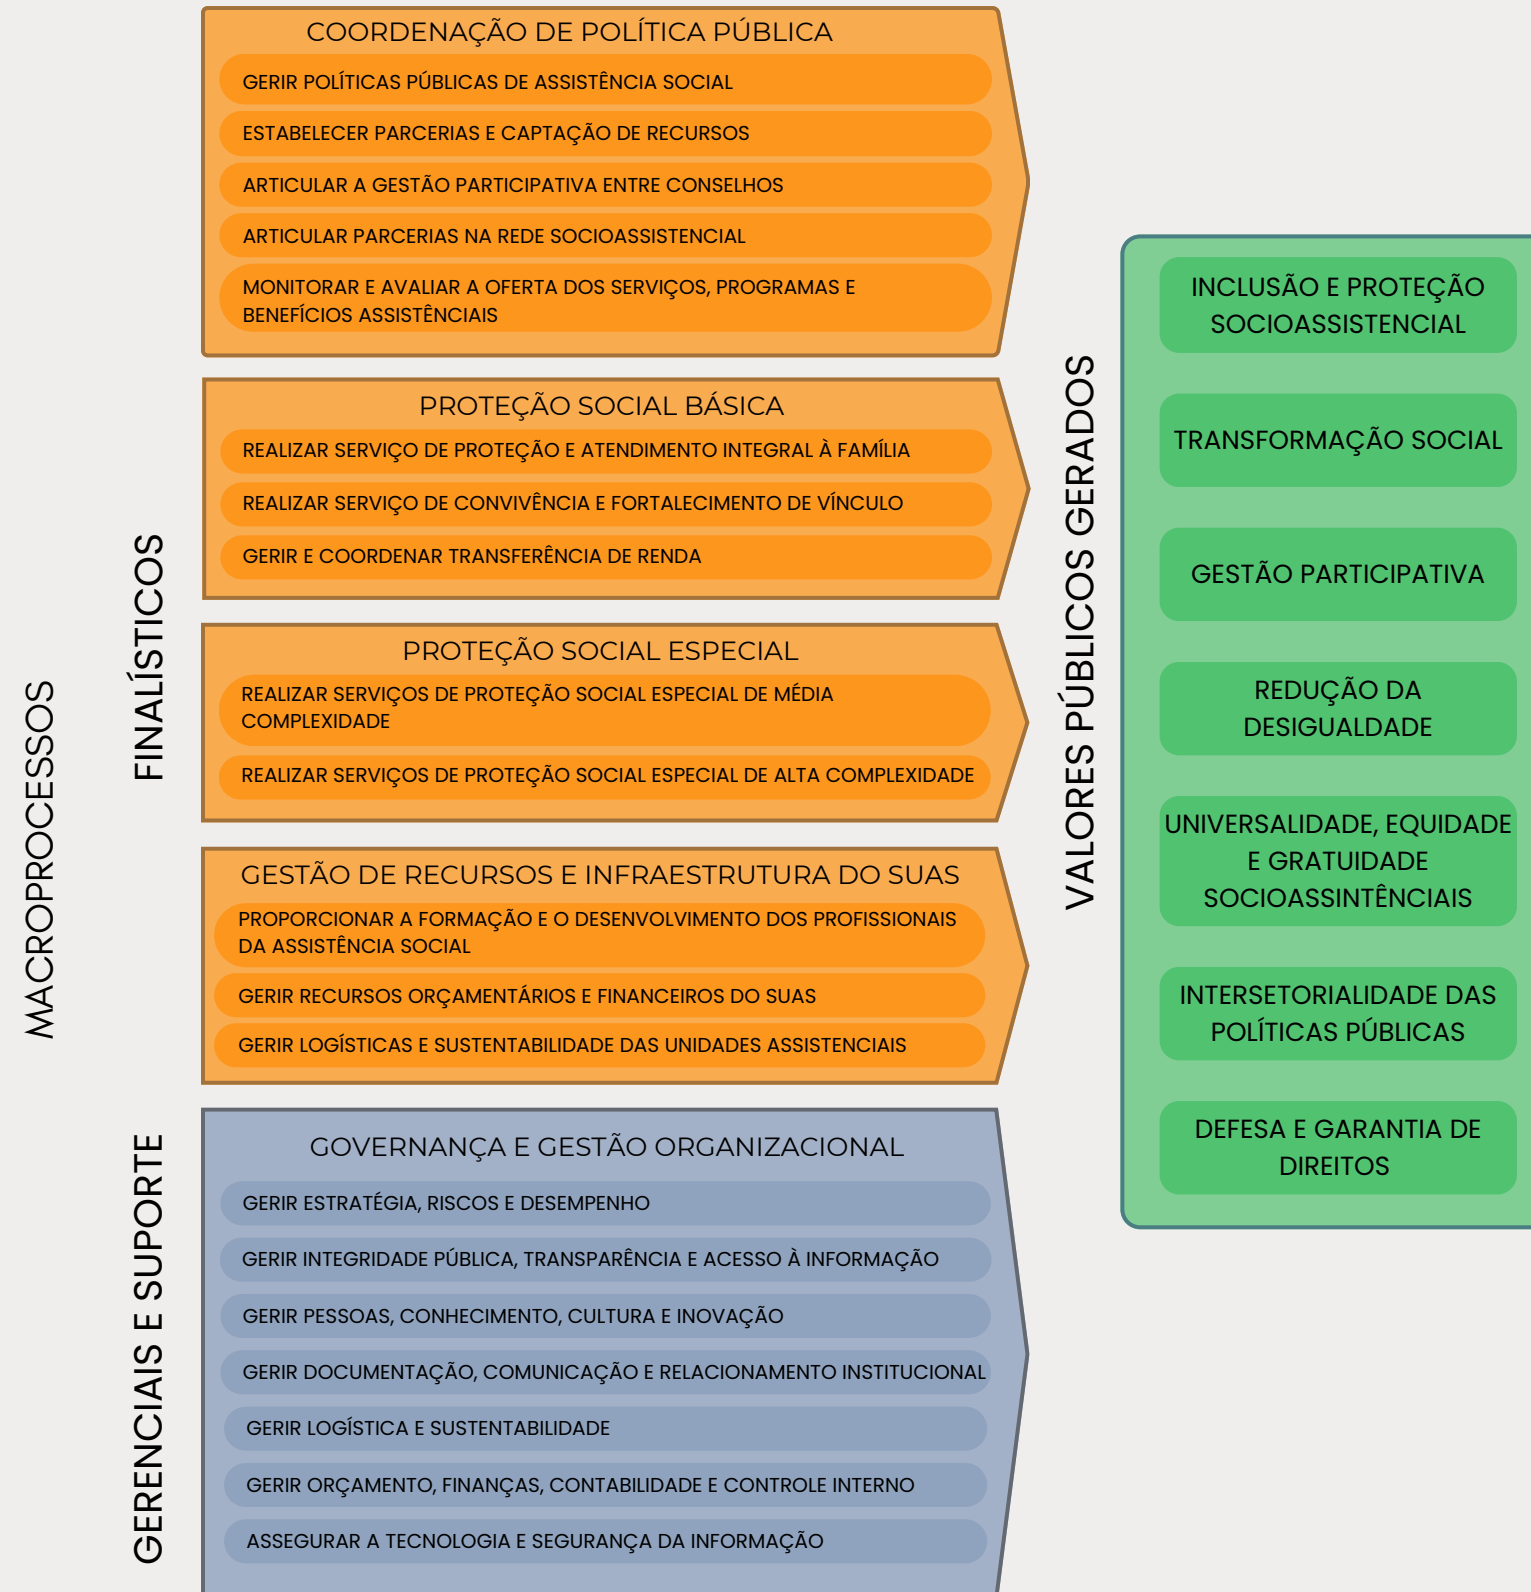 MACROPROCESSOS
FINALÍSTICOS
COORDENAÇÃO DE POLÍTICA PÚBLICA
GERIR POLÍTICAS PÚBLICAS DE ASSISTÊNCIA SOCIAL
ESTABELECER PARCERIAS E CAPTAÇÃO DE RECURSOS
ARTICULAR A GESTÃO PARTICIPATIVA ENTRE CONSELHOS
ARTICULAR PARCERIAS NA REDE SOCIOASSISTENCIAL
MONITORAR E AVALIAR A OFERTA DOS SERVIÇOS, PROGRAMAS E
BENEFÍCIOS ASSISTÊNCIAIS
PROTEÇÃO SOCIAL BÁSICA
REALIZAR SERVIÇO DE PROTEÇÃO E ATENDIMENTO INTEGRAL À FAMÍLIA
REALIZAR SERVIÇO DE CONVIVÊNCIA E FORTALECIMENTO DE VÍNCULO
GERIR E COORDENAR TRANSFERÊNCIA DE RENDA
PROTEÇÃO SOCIAL ESPECIAL
REALIZAR SERVIÇOS DE PROTEÇÃO SOCIAL ESPECIAL DE MÉDIA
COMPLEXIDADE
REALIZAR SERVIÇOS DE PROTEÇÃO SOCIAL ESPECIAL DE ALTA COMPLEXIDADE
GESTÃO DE RECURSOS E INFRAESTRUTURA DO SUAS
PROPORCIONAR A FORMAÇÃO E O DESENVOLVIMENTO DOS PROFISSIONAIS
DA ASSISTÊNCIA SOCIAL
GERIR RECURSOS ORÇAMENTÁRIOS E FINANCEIROS DO SUAS
GERIR LOGÍSTICAS E SUSTENTABILIDADE DAS UNIDADES ASSISTENCIAIS
GERENCIAIS E SUPORTE
GOVERNANÇA E GESTÃO ORGANIZACIONAL
GERIR ESTRATÉGIA, RISCOS E DESEMPENHO
GERIR INTEGRIDADE PÚBLICA, TRANSPARÊNCIA E ACESSO À INFORMAÇÃO
GERIR PESSOAS, CONHECIMENTO, CULTURA E INOVAÇÃO
GERIR DOCUMENTAÇÃO, COMUNICAÇÃO E RELACIONAMENTO INSTITUCIONAL
GERIR LOGÍSTICA E SUSTENTABILIDADE
GERIR ORÇAMENTO, FINANÇAS, CONTABILIDADE E CONTROLE INTERNO
ASSEGURAR A TECNOLOGIA E SEGURANÇA DA INFORMAÇÃO
VALORES PÚBLICOS GERADOS
INCLUSÃO E PROTEÇÃO
SOCIOASSISTENCIAL
TRANSFORMAÇÃO SOCIAL
GESTÃO PARTICIPATIVA
REDUÇÃO DA
DESIGUALDADE
UNIVERSALIDADE, EQUIDADE
E GRATUIDADE
SOCIOASSINTÊNCIAIS
INTERSETORIALIDADE DAS
POLÍTICAS PÚBLICAS
DEFESA E GARANTIA DE
DIREITOS